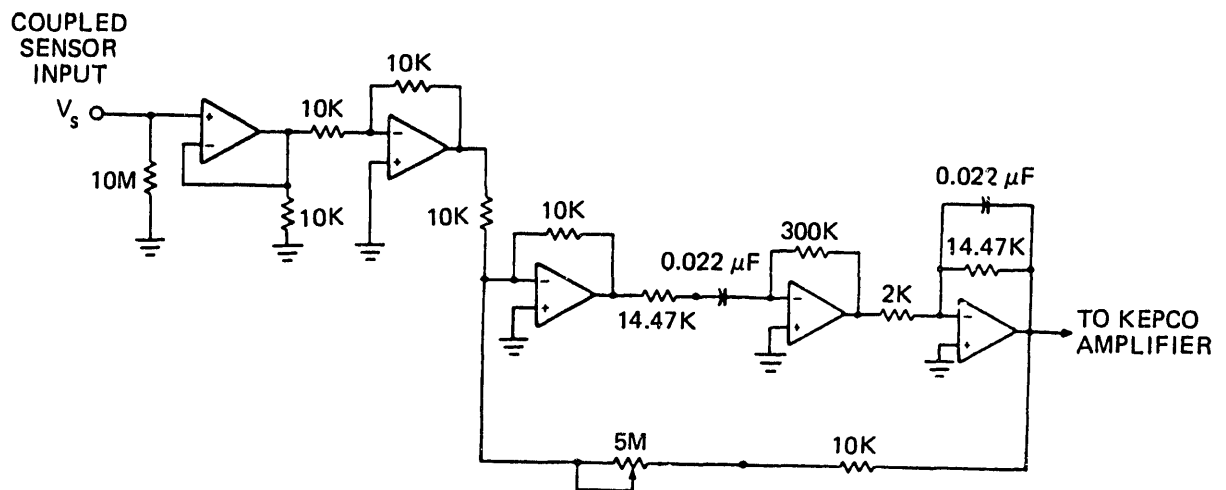 COUPLED
SENSOR
INPUT
Vs
10M
+
-
10K
10K
10K
-
+
10K
10K
-
+
14.47K
0.022 μF
300K
-
+
2K
0.022 μF
14.47K
-
+
TO KEPCO
AMPLIFIER
5M
10K